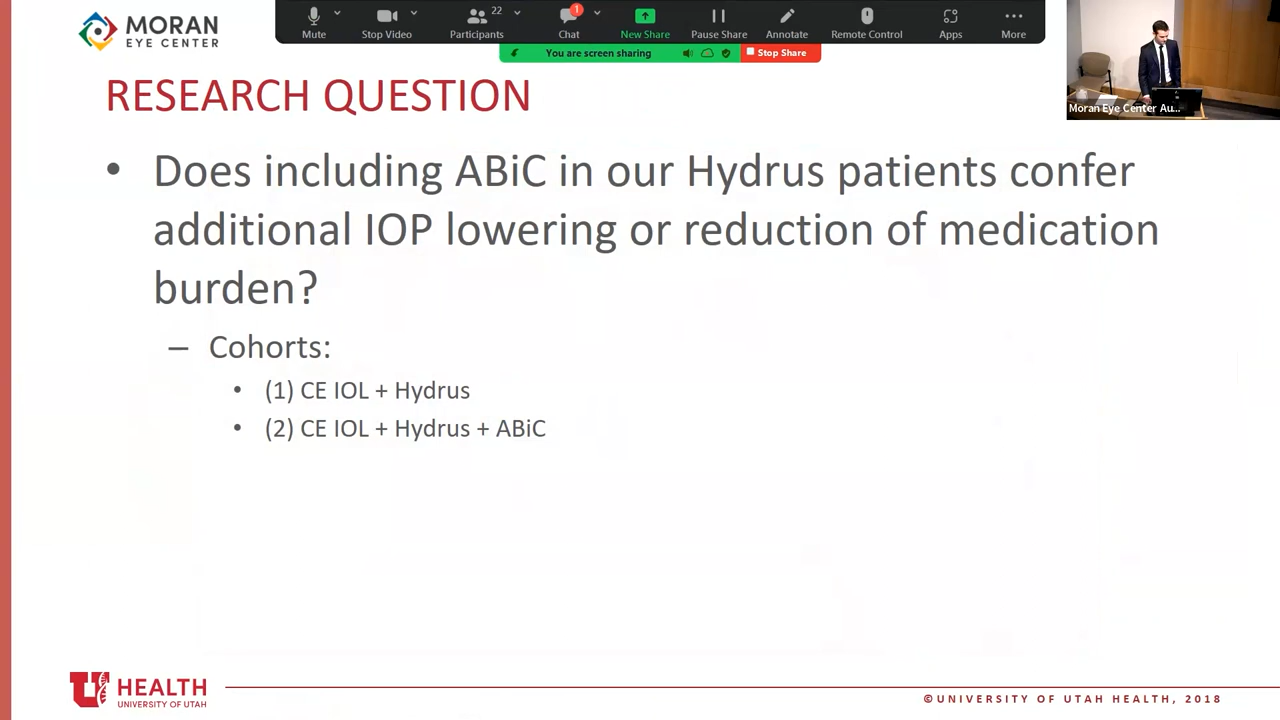 MORAN
EYE CENTER
Mute
Stop Video
22
Participants
1
Chat
New Share
Pause Share
Annotate
Remote Control
Apps
More
You are screen sharing
Stop Share
Moran Eye Center Au...
RESEARCH QUESTION
• Does including ABiC in our Hydrus patients confer
additional IOP lowering or reduction of medication
burden?
– Cohorts:
• (1) CE IOL + Hydrus
• (2) CE IOL + Hydrus + ABiC
U HEALTH
UNIVERSITY OF UTAH
©UNIVERSITY OF UTAH HEALTH, 2018